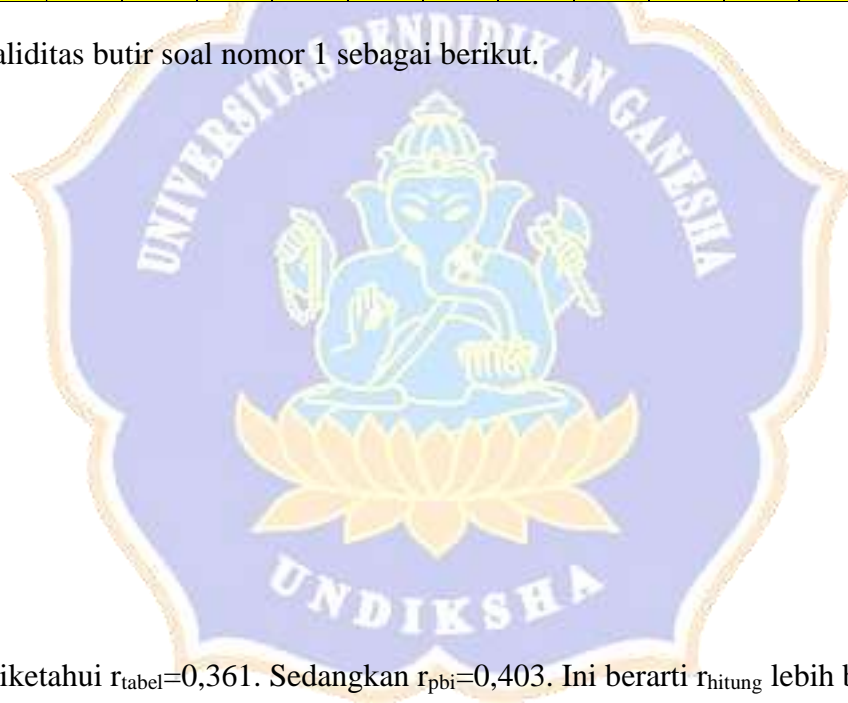 aliditas butir soal nomor 1 sebagai berikut.
UNIVERSITAS PENDIDIKAN GANESHA
UNDIKSHA
iketahui rtabel=0,361. Sedangkan rpbi=0,403. Ini berarti rhitung lebih b